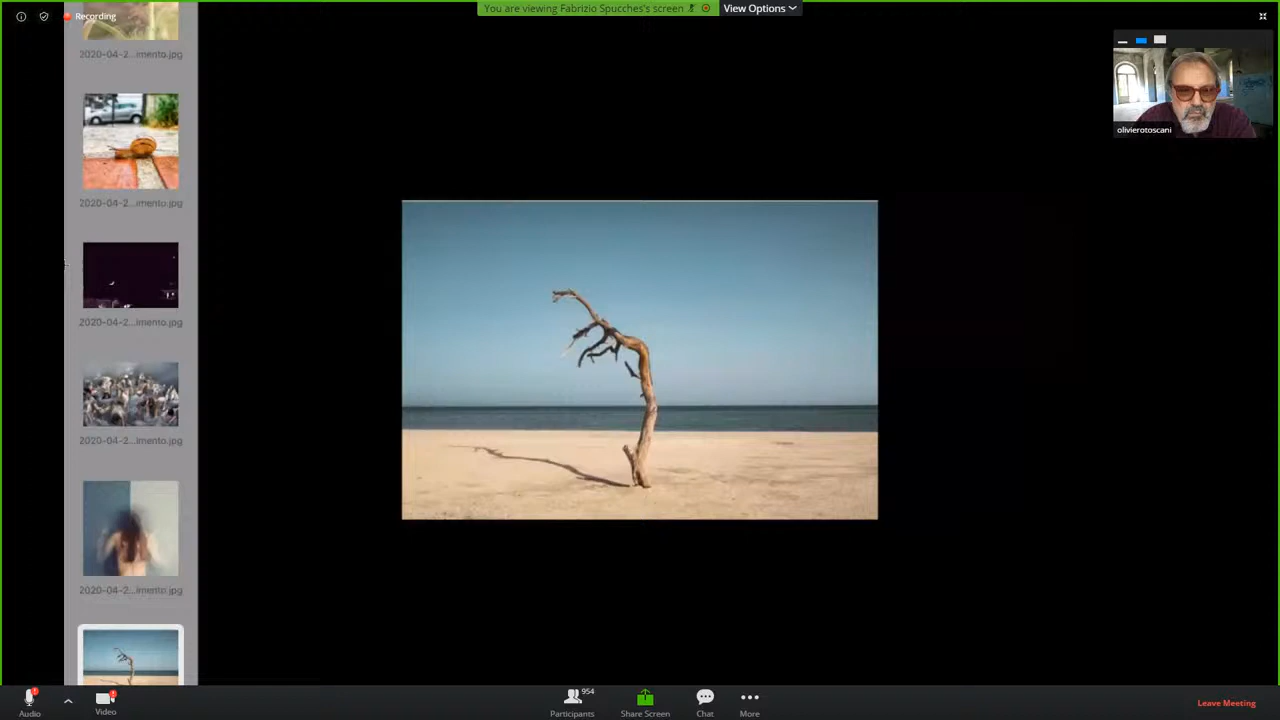 Recording
You are viewing Fabrizio Spucches's screen
View Options
2020-04-2...imento.jpg
2020-04-2...imento.jpg
2020-04-2...imento.jpg
2020-04-2...imento.jpg
2020-04-2...imento.jpg
olivierotoscani
Audio
Video
Participants
954
Share Screen
Chat
More
Leave Meeting